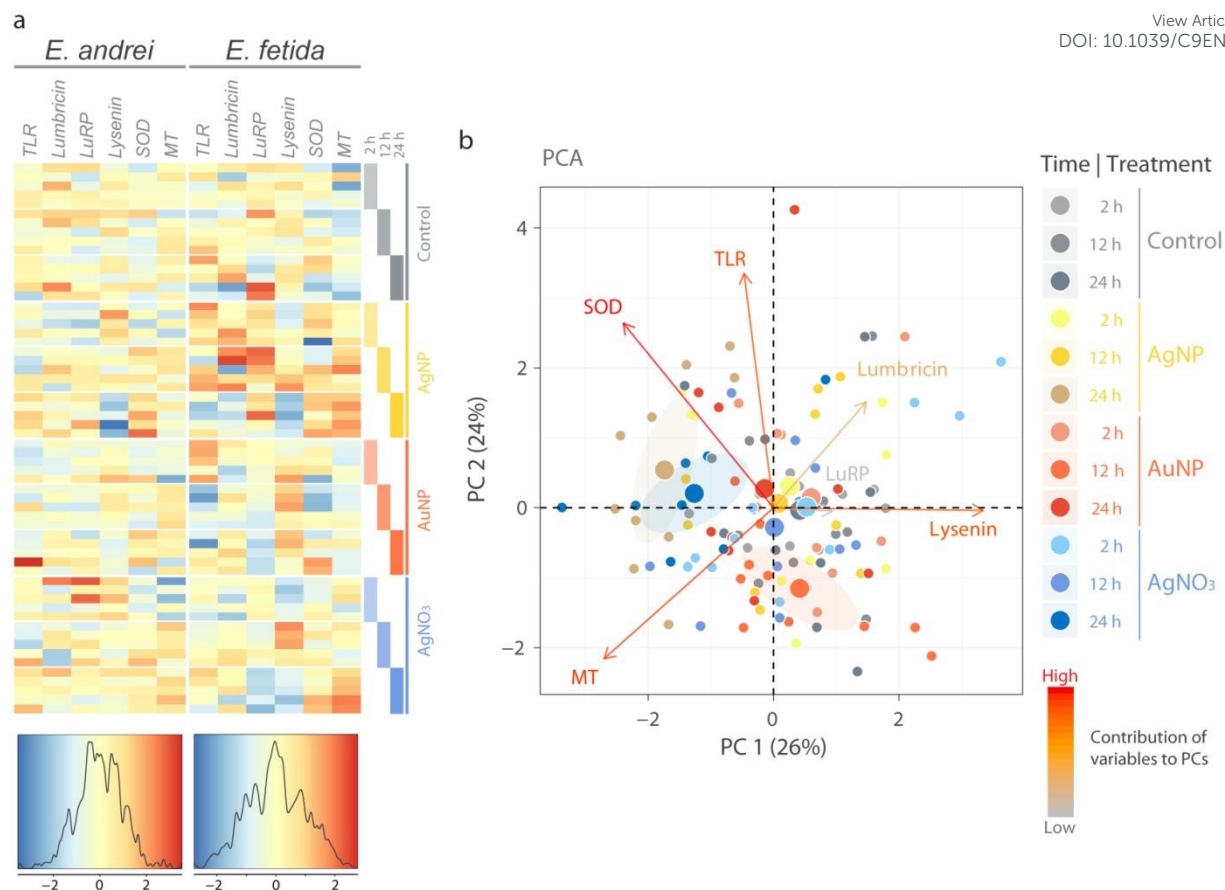 View Artic
DOI: 10.1039/C9EN
a
E. andrei
E. fetida
TLR
Lumbricin
LuRP
Lysenin
SOD
MT
TLR
Lumbricin
LuRP
Lysenin
SOD
MT
2 h
12 h
24 h
Control
AgNP
AuNP
AgNO₃
−2 0 2
−2 0 2
b
PCA
PC 2 (24%)
4
2
0
−2
TLR
SOD
Lumbricin
LuRP
Lysenin
MT
−2 0 2
PC 1 (26%)
Time | Treatment
2 h
12 h
24 h
Control
2 h
12 h
24 h
AgNP
2 h
12 h
24 h
AuNP
2 h
12 h
24 h
AgNO₃
High
Contribution of
variables to PCs
Low